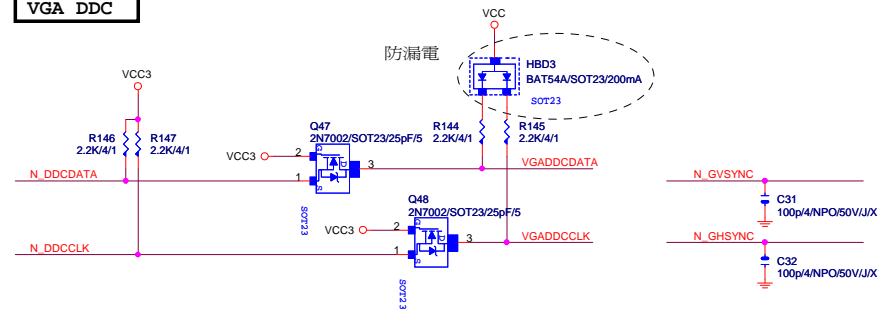 VGA DDC
VCC
防漏電
HBD3
BAT54A/SOT23/200mA
SOT23
VCC3
R146
2.2K/4/1
R147
2.2K/4/1
Q47
2N7002/SOT23/25pF/5
R144
2.2K/4/1
R145
2.2K/4/1
VCC3
2
G
D
S
3
1
N_DDCDATA
VGADDCDATA
SOT23
N_GVSYNC
C31
100p/4/NPO/50V/J/X
Q48
2N7002/SOT23/25pF/5
VCC3
2
G
D
S
3
1
N_DDCCLK
VGADDCCLK
SOT23
N_GHSYNC
C32
100p/4/NPO/50V/J/X